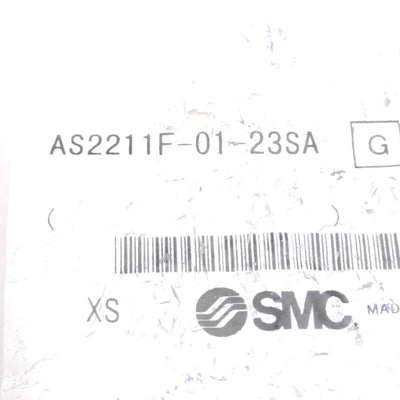 AS2211F-01-23SA G
( )
XS SMC MAD